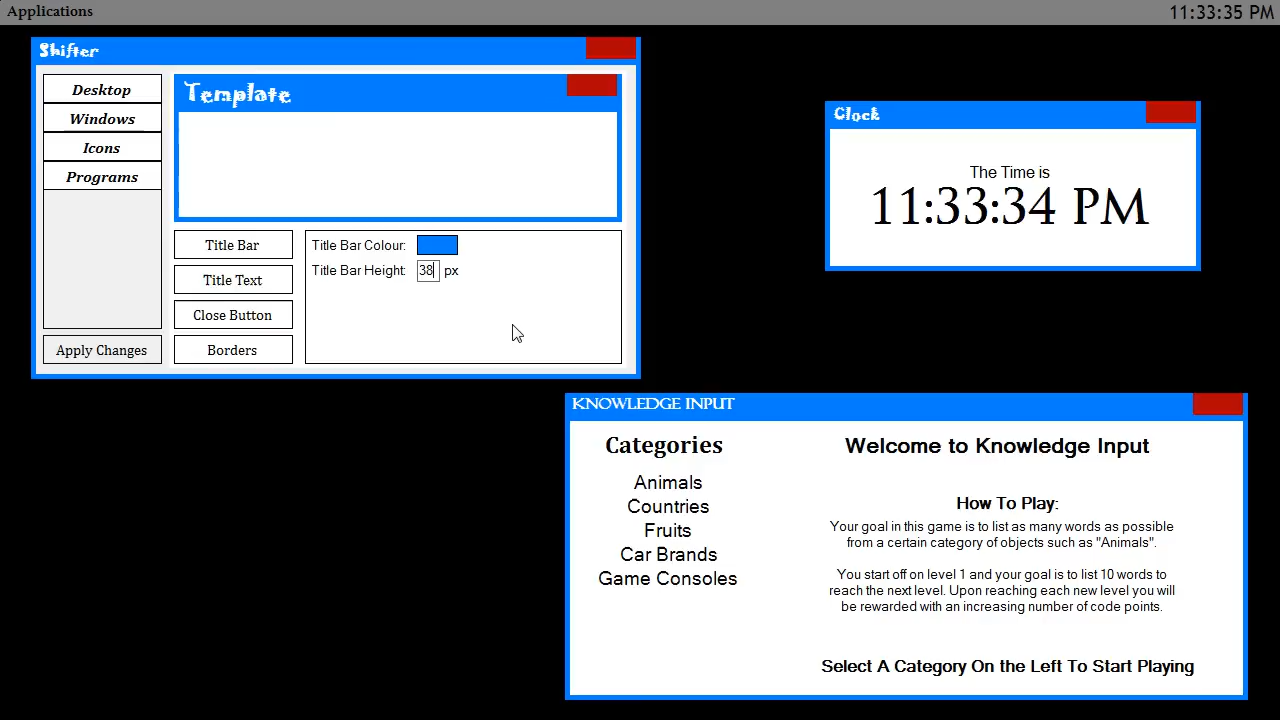 Applications
11:33:35 PM
Shifter
Desktop
Windows
Icons
Programs
Apply Changes
Template
Title Bar
Title Text
Close Button
Borders
Title Bar Colour:
Title Bar Height: 38 px
Clock
The Time is
11:33:34 PM
KNOWLEDGE INPUT
Categories
Animals
Countries
Fruits
Car Brands
Game Consoles
Welcome to Knowledge Input
How To Play:
Your goal in this game is to list as many words as possible
from a certain category of objects such as "Animals".
You start off on level 1 and your goal is to list 10 words to
reach the next level. Upon reaching each new level you will
be rewarded with an increasing number of code points.
Select A Category On the Left To Start Playing